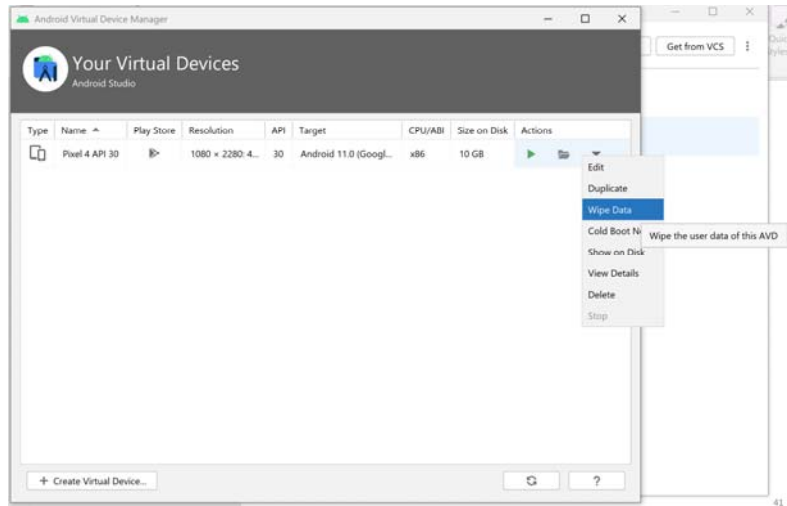 Android Virtual Device Manager
Your Virtual Devices
Android Studio
Get from VCS
Type Name Play Store Resolution API Target CPU/ABI Size on Disk Actions
Pixel 4 API 30 1080 × 2280: 4... 30 Android 11.0 (Googl... x86 10 GB
Edit
Duplicate
Wipe Data
Cold Boot N
Wipe the user data of this AVD
Show on Disk
View Details
Delete
Stop
+ Create Virtual Device...
?
41